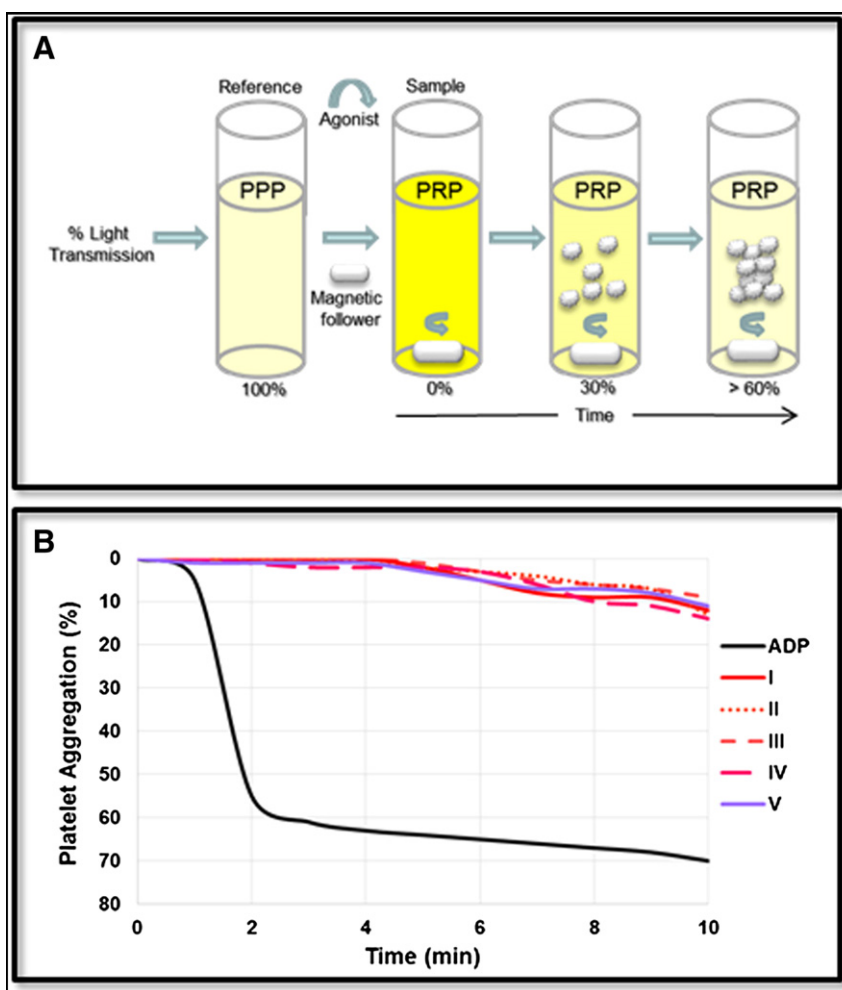 A
Reference
Agonist
Sample
PPP
PRP
PRP
PRP
% Light
Transmission
Magnetic
follower
100%
0%
30%
> 60%
Time
B
Platelet Aggregation (%)
0
10
20
30
40
50
60
70
80
0
2
4
6
8
10
Time (min)
ADP
I
II
III
IV
V